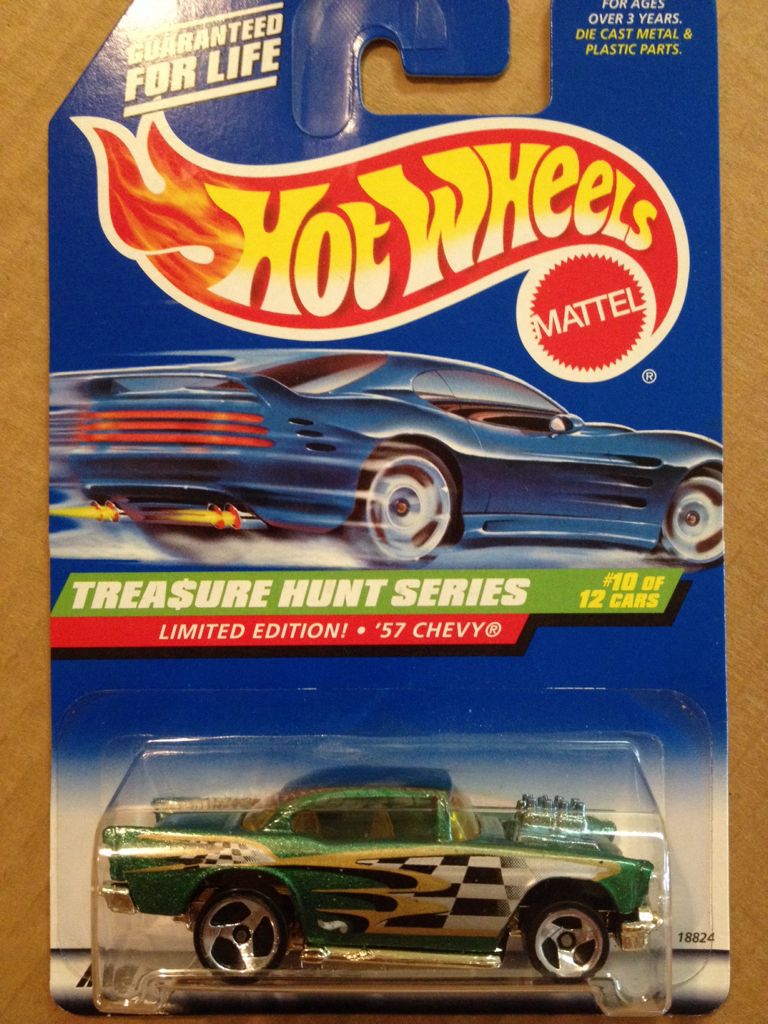 GUARANTEED
FOR LIFE
FOR AGES
OVER 3 YEARS.
DIE CAST METAL &
PLASTIC PARTS.
HOT WHEELS
MATTEL
®
TREA$URE HUNT SERIES
#10 OF
12 CARS
LIMITED EDITION! • '57 CHEVY®
18824